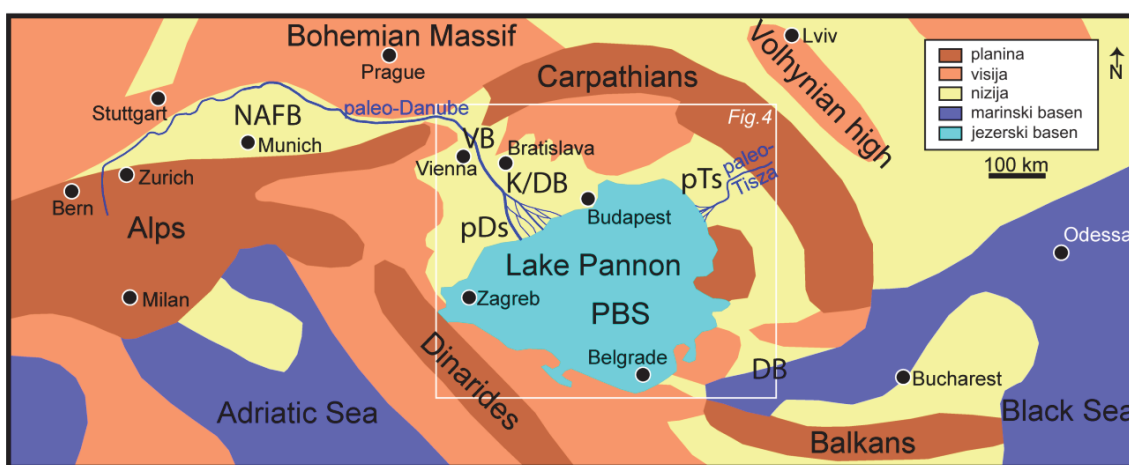 Bohemian Massif
Prague
Carpathians
Volhynian high
Lviv
planina
visija
nizija
marinski basen
jezerski basen
N
100 km
Stuttgart
NAFB
paleo-Danube
Fig.4
Munich
VB
Vienna
Bratislava
K/DB
pTs
paleo-
Tisza
Zurich
Bern
Budapest
pDs
Alps
Odessa
Lake Pannon
Milan
Zagreb
PBS
Dinarides
Belgrade
DB
Bucharest
Adriatic Sea
Black Sea
Balkans